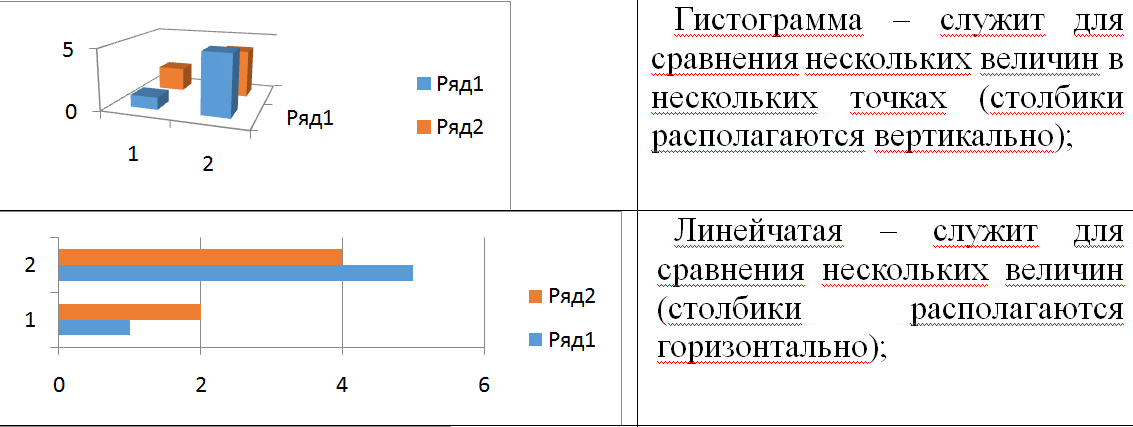 5
0
1
2
Ряд1
Ряд1
Ряд2
Гистограмма – служит для
сравнения нескольких величин в
нескольких точках (столбики
располагаются вертикально);
2
1
0 2 4 6
Ряд2
Ряд1
Линейчатая – служит для
сравнения нескольких величин
(столбики располагаются
горизонтально);